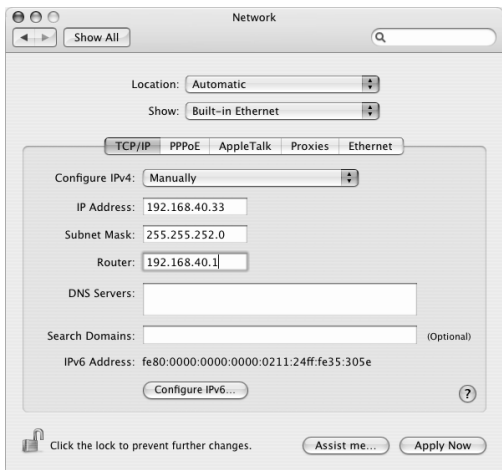 Network
Show All
Location: Automatic
Show: Built-in Ethernet
TCP/IP PPPoE AppleTalk Proxies Ethernet
Configure IPv4: Manually
IP Address: 192.168.40.33
Subnet Mask: 255.255.252.0
Router: 192.168.40.1
DNS Servers:
Search Domains: (Optional)
IPv6 Address: fe80:0000:0000:0000:0211:24ff:fe35:305e
Configure IPv6...
?
Click the lock to prevent further changes. Assist me... Apply Now